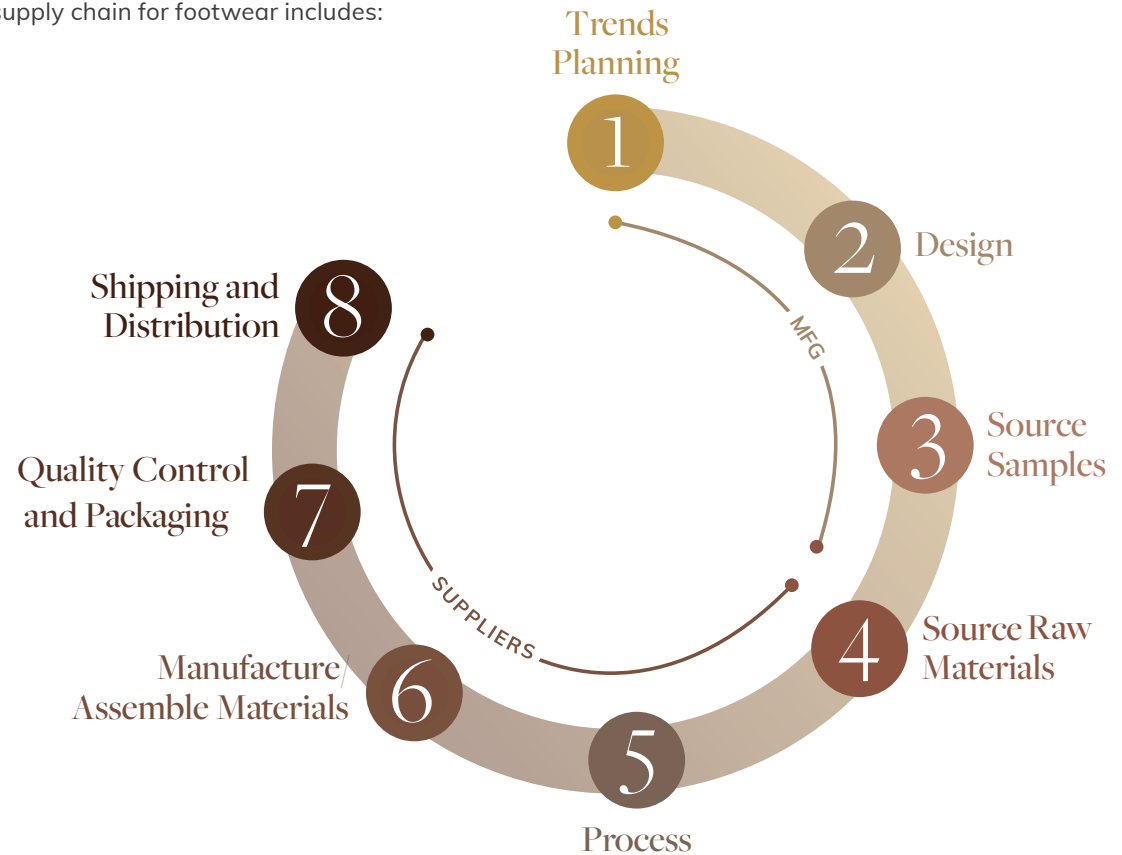 supply chain for footwear includes:
Trends
Planning
1
2
Design
MFG
3
Source
Samples
4
Source Raw
Materials
5
Process
SUPPLIERS
6
Manufacture/
Assemble Materials
7
Quality Control
and Packaging
8
Shipping and
Distribution